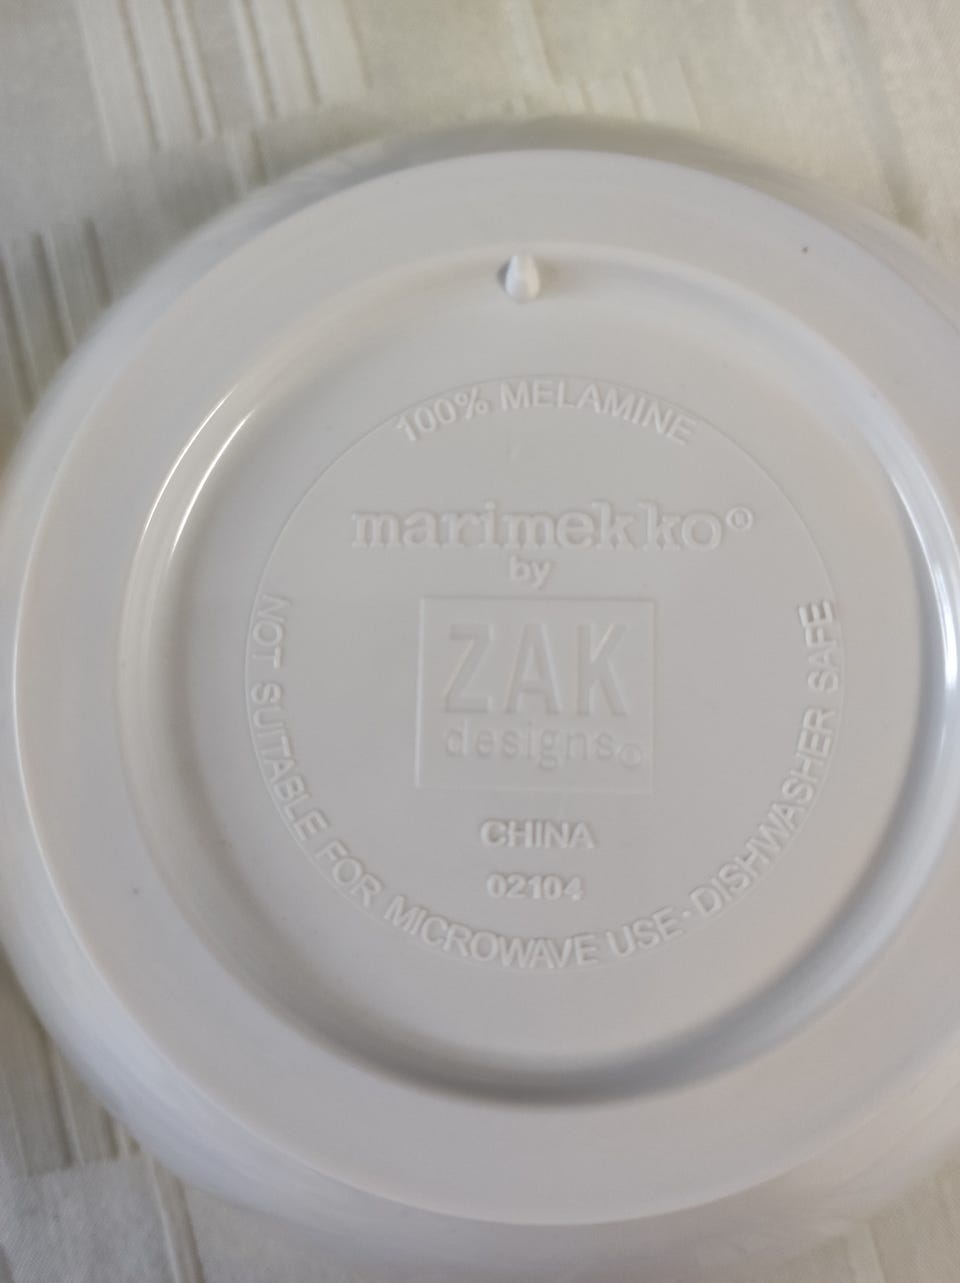 100% MELAMINE
marimekko®
by
ZAK
designs®
CHINA
02104
NOT SUITABLE FOR MICROWAVE USE · DISHWASHER SAFE